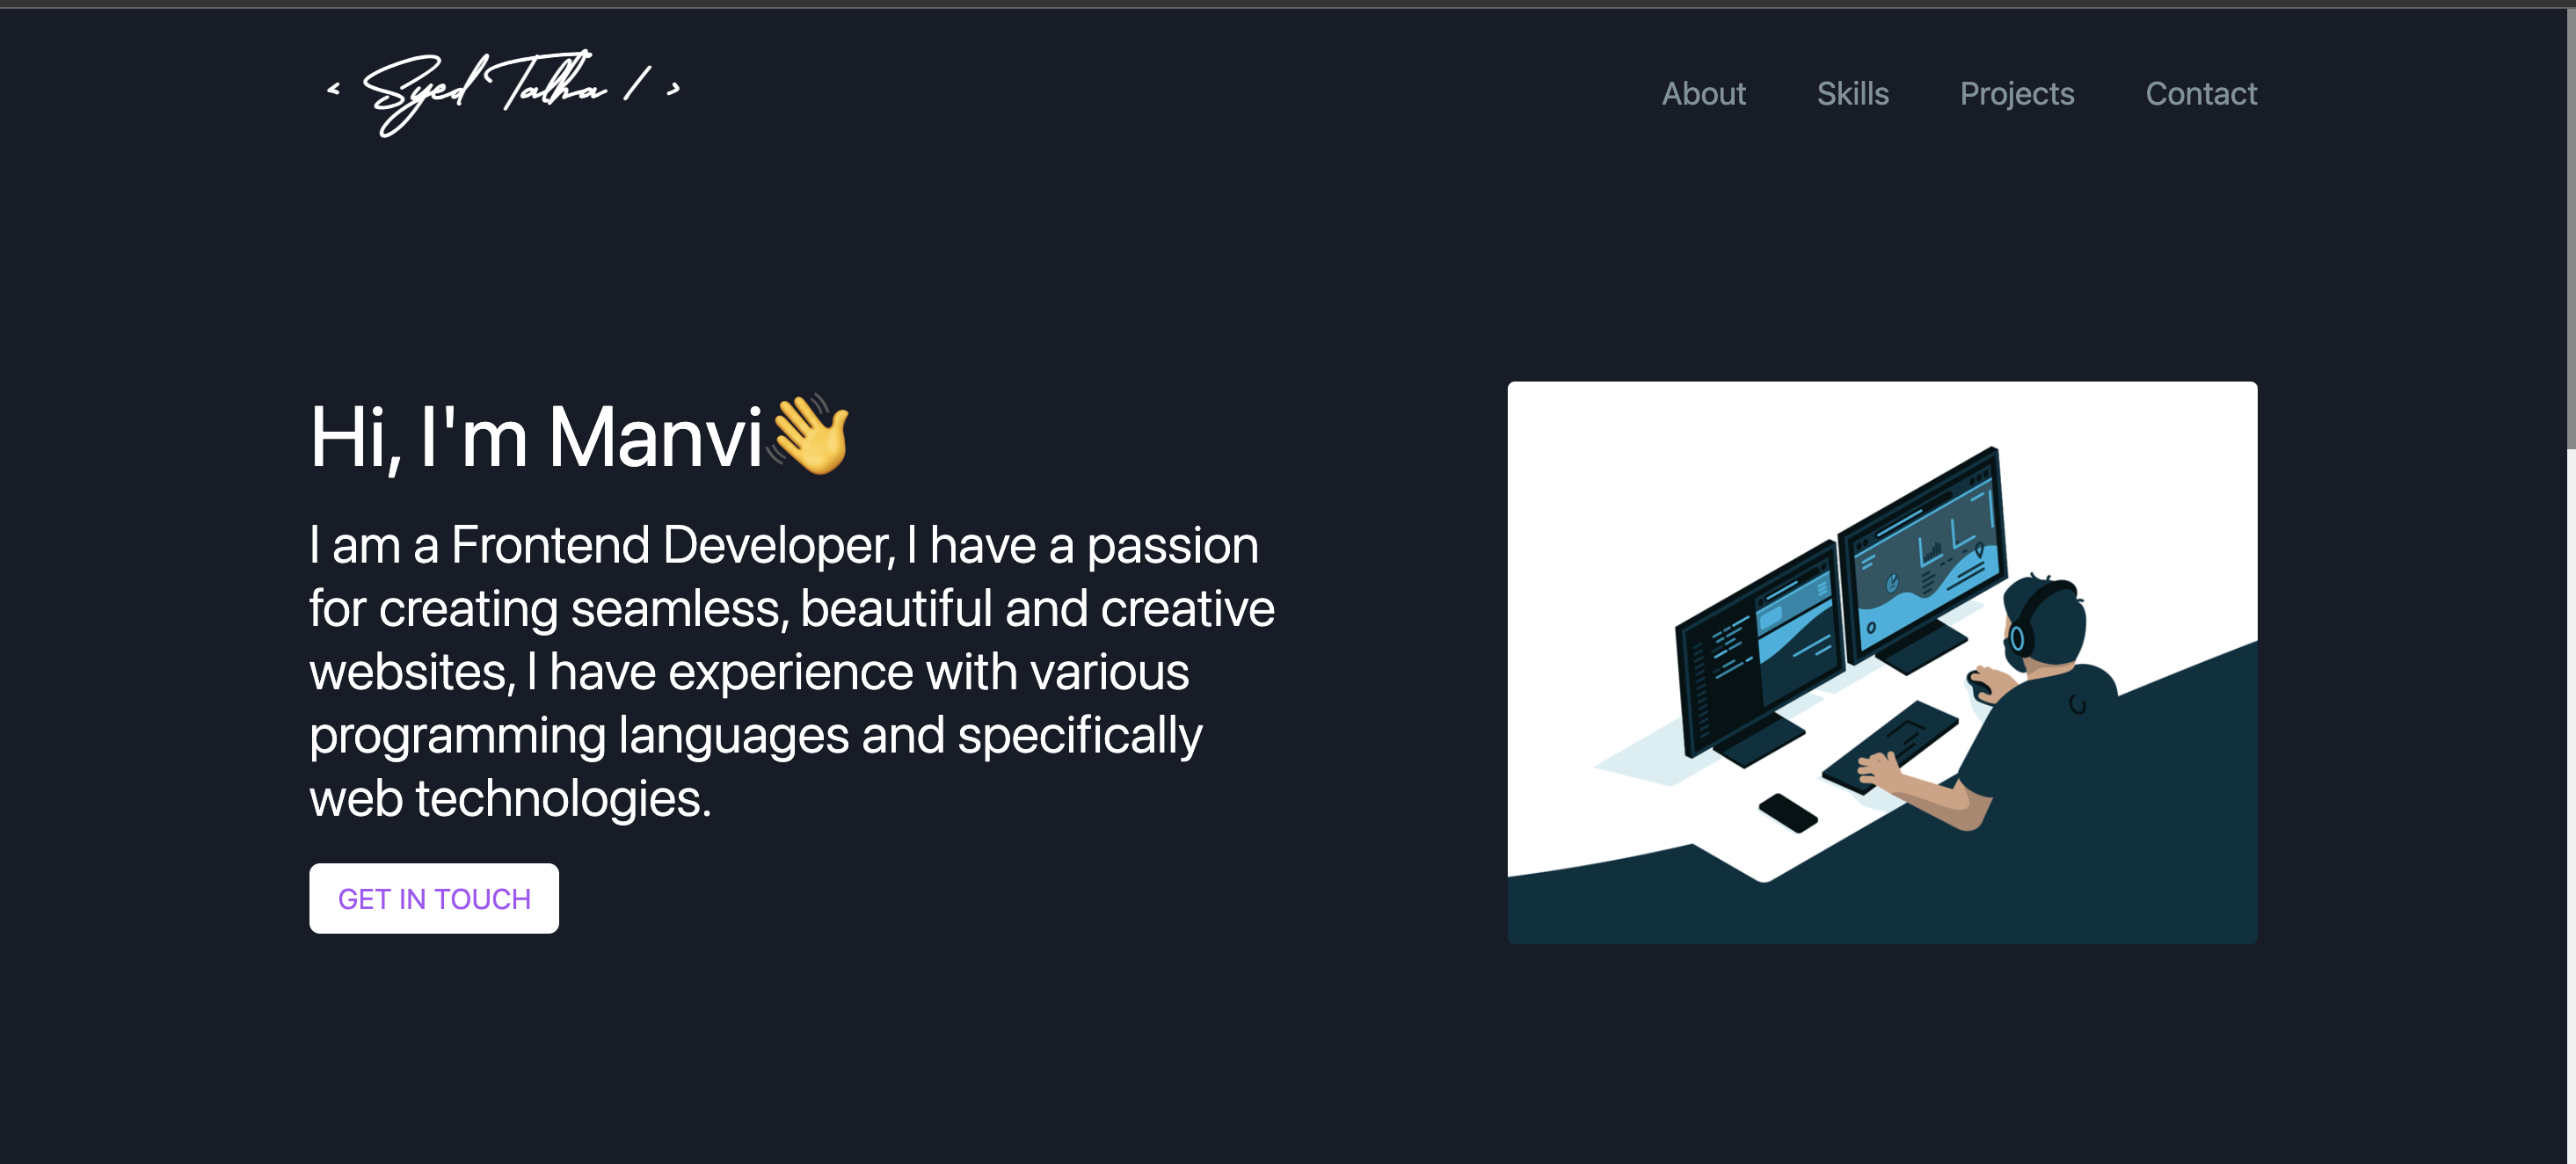 < Syed Talha / >
About Skills Projects Contact
Hi, I'm Manvi👋
I am a Frontend Developer, I have a passion
for creating seamless, beautiful and creative
websites, I have experience with various
programming languages and specifically
web technologies.
GET IN TOUCH